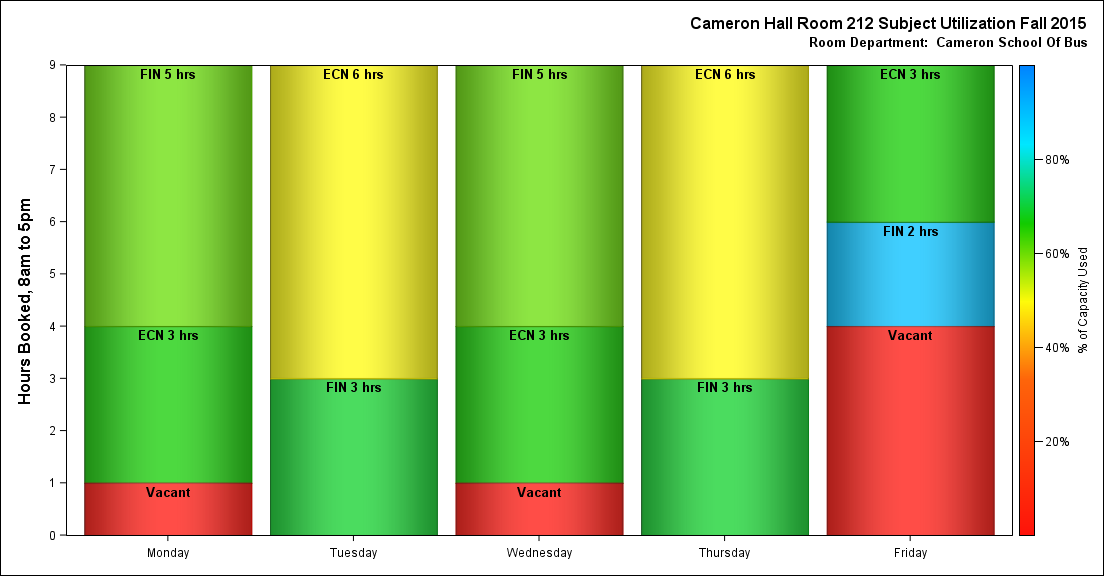 Cameron Hall Room 212 Subject Utilization Fall 2015
Room Department:  Cameron School Of Bus
Hours Booked, 8am to 5pm
9
8
7
6
5
4
3
2
1
0
FIN 5 hrs
ECN 3 hrs
Vacant
ECN 6 hrs
FIN 3 hrs
FIN 5 hrs
ECN 3 hrs
Vacant
ECN 6 hrs
FIN 3 hrs
ECN 3 hrs
FIN 2 hrs
Vacant
Monday
Tuesday
Wednesday
Thursday
Friday
80%
60%
40%
20%
% of Capacity Used